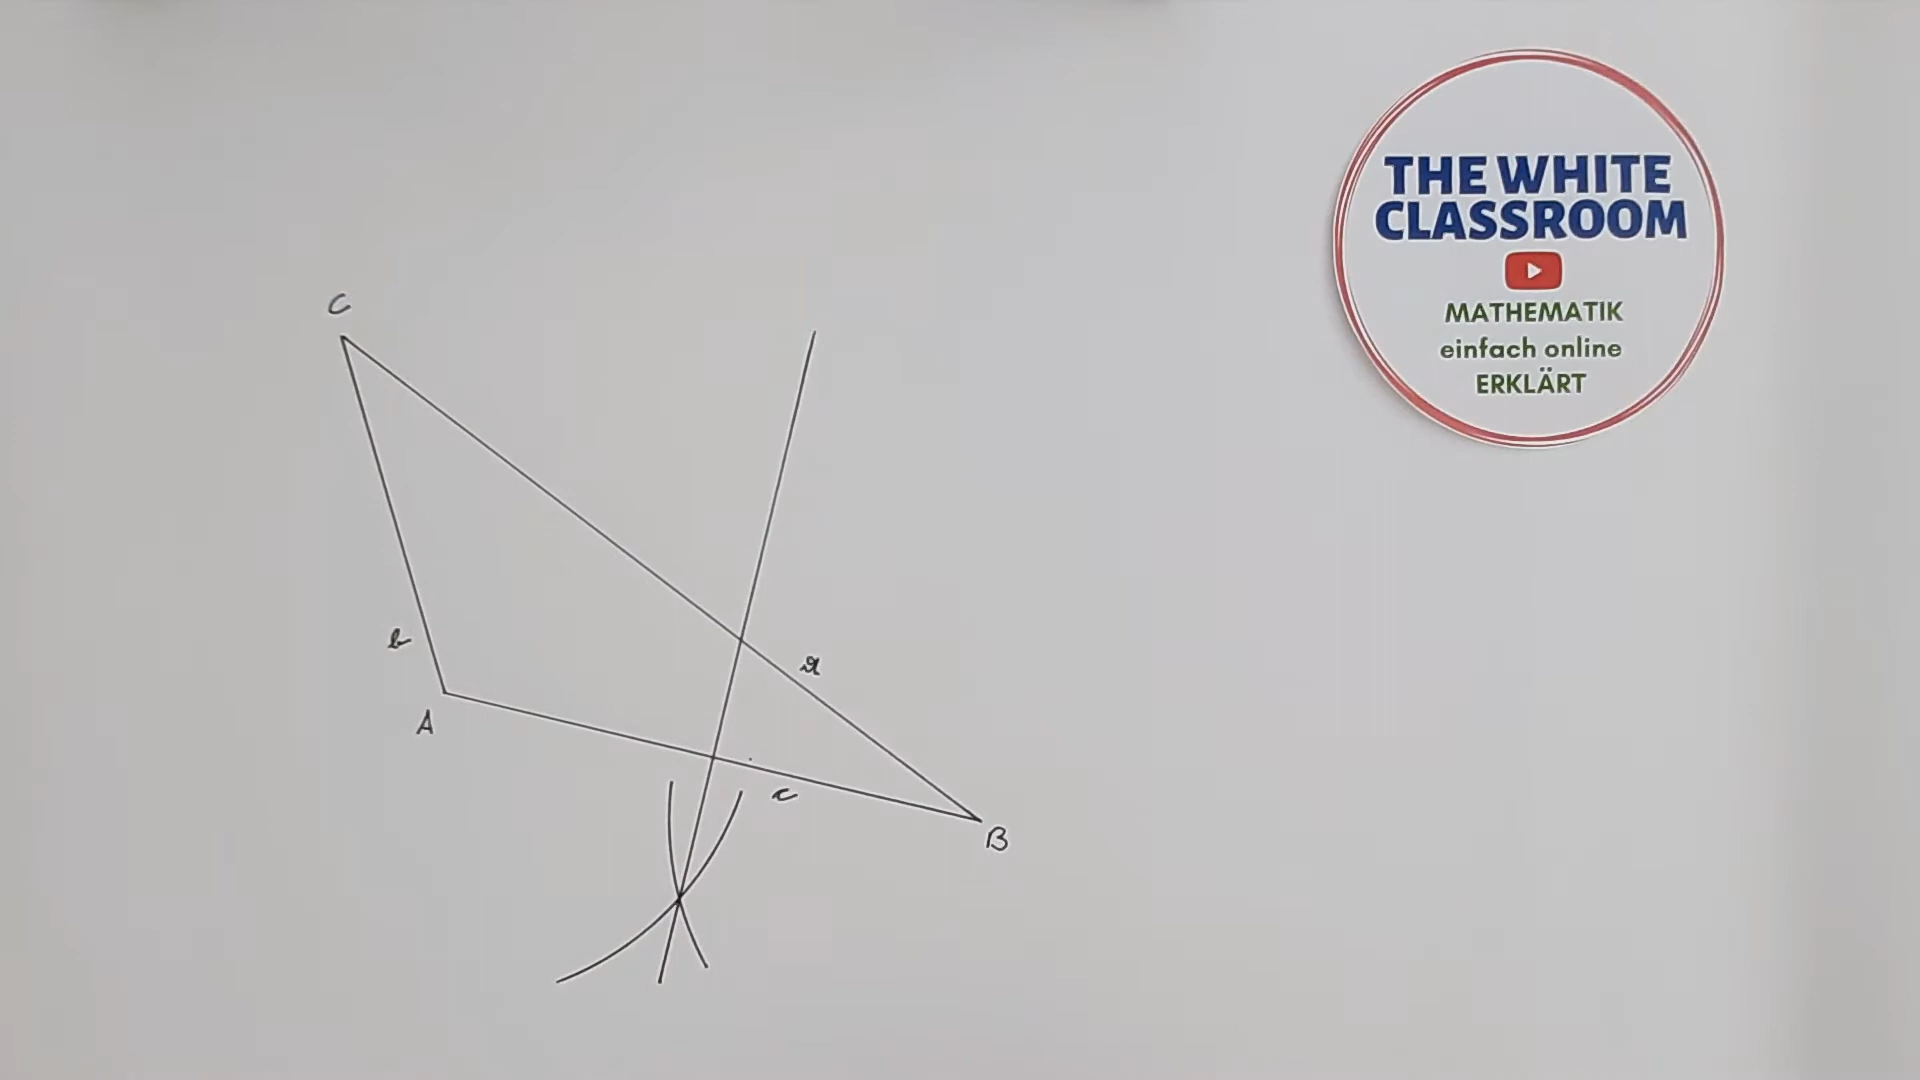 THE WHITE
CLASSROOM
MATHEMATIK
einfach online
ERKLÄRT
C
b
a
A
c
B